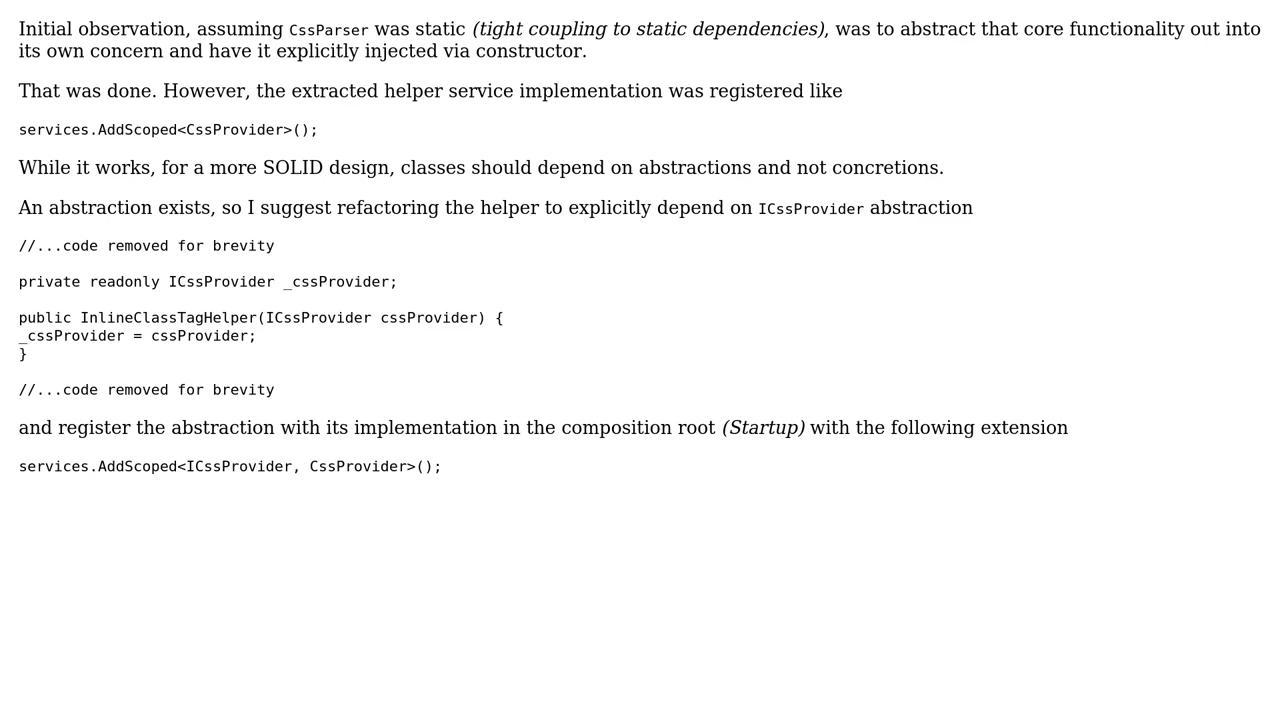 Initial observation, assuming CssParser was static (tight coupling to static dependencies), was to abstract that core functionality out into
its own concern and have it explicitly injected via constructor.
That was done. However, the extracted helper service implementation was registered like
services.AddScoped<CssProvider>();
While it works, for a more SOLID design, classes should depend on abstractions and not concretions.
An abstraction exists, so I suggest refactoring the helper to explicitly depend on ICssProvider abstraction
//...code removed for brevity
private readonly ICssProvider _cssProvider;
public InlineClassTagHelper(ICssProvider cssProvider) {
_cssProvider = cssProvider;
}
//...code removed for brevity
and register the abstraction with its implementation in the composition root (Startup) with the following extension
services.AddScoped<ICssProvider, CssProvider>();